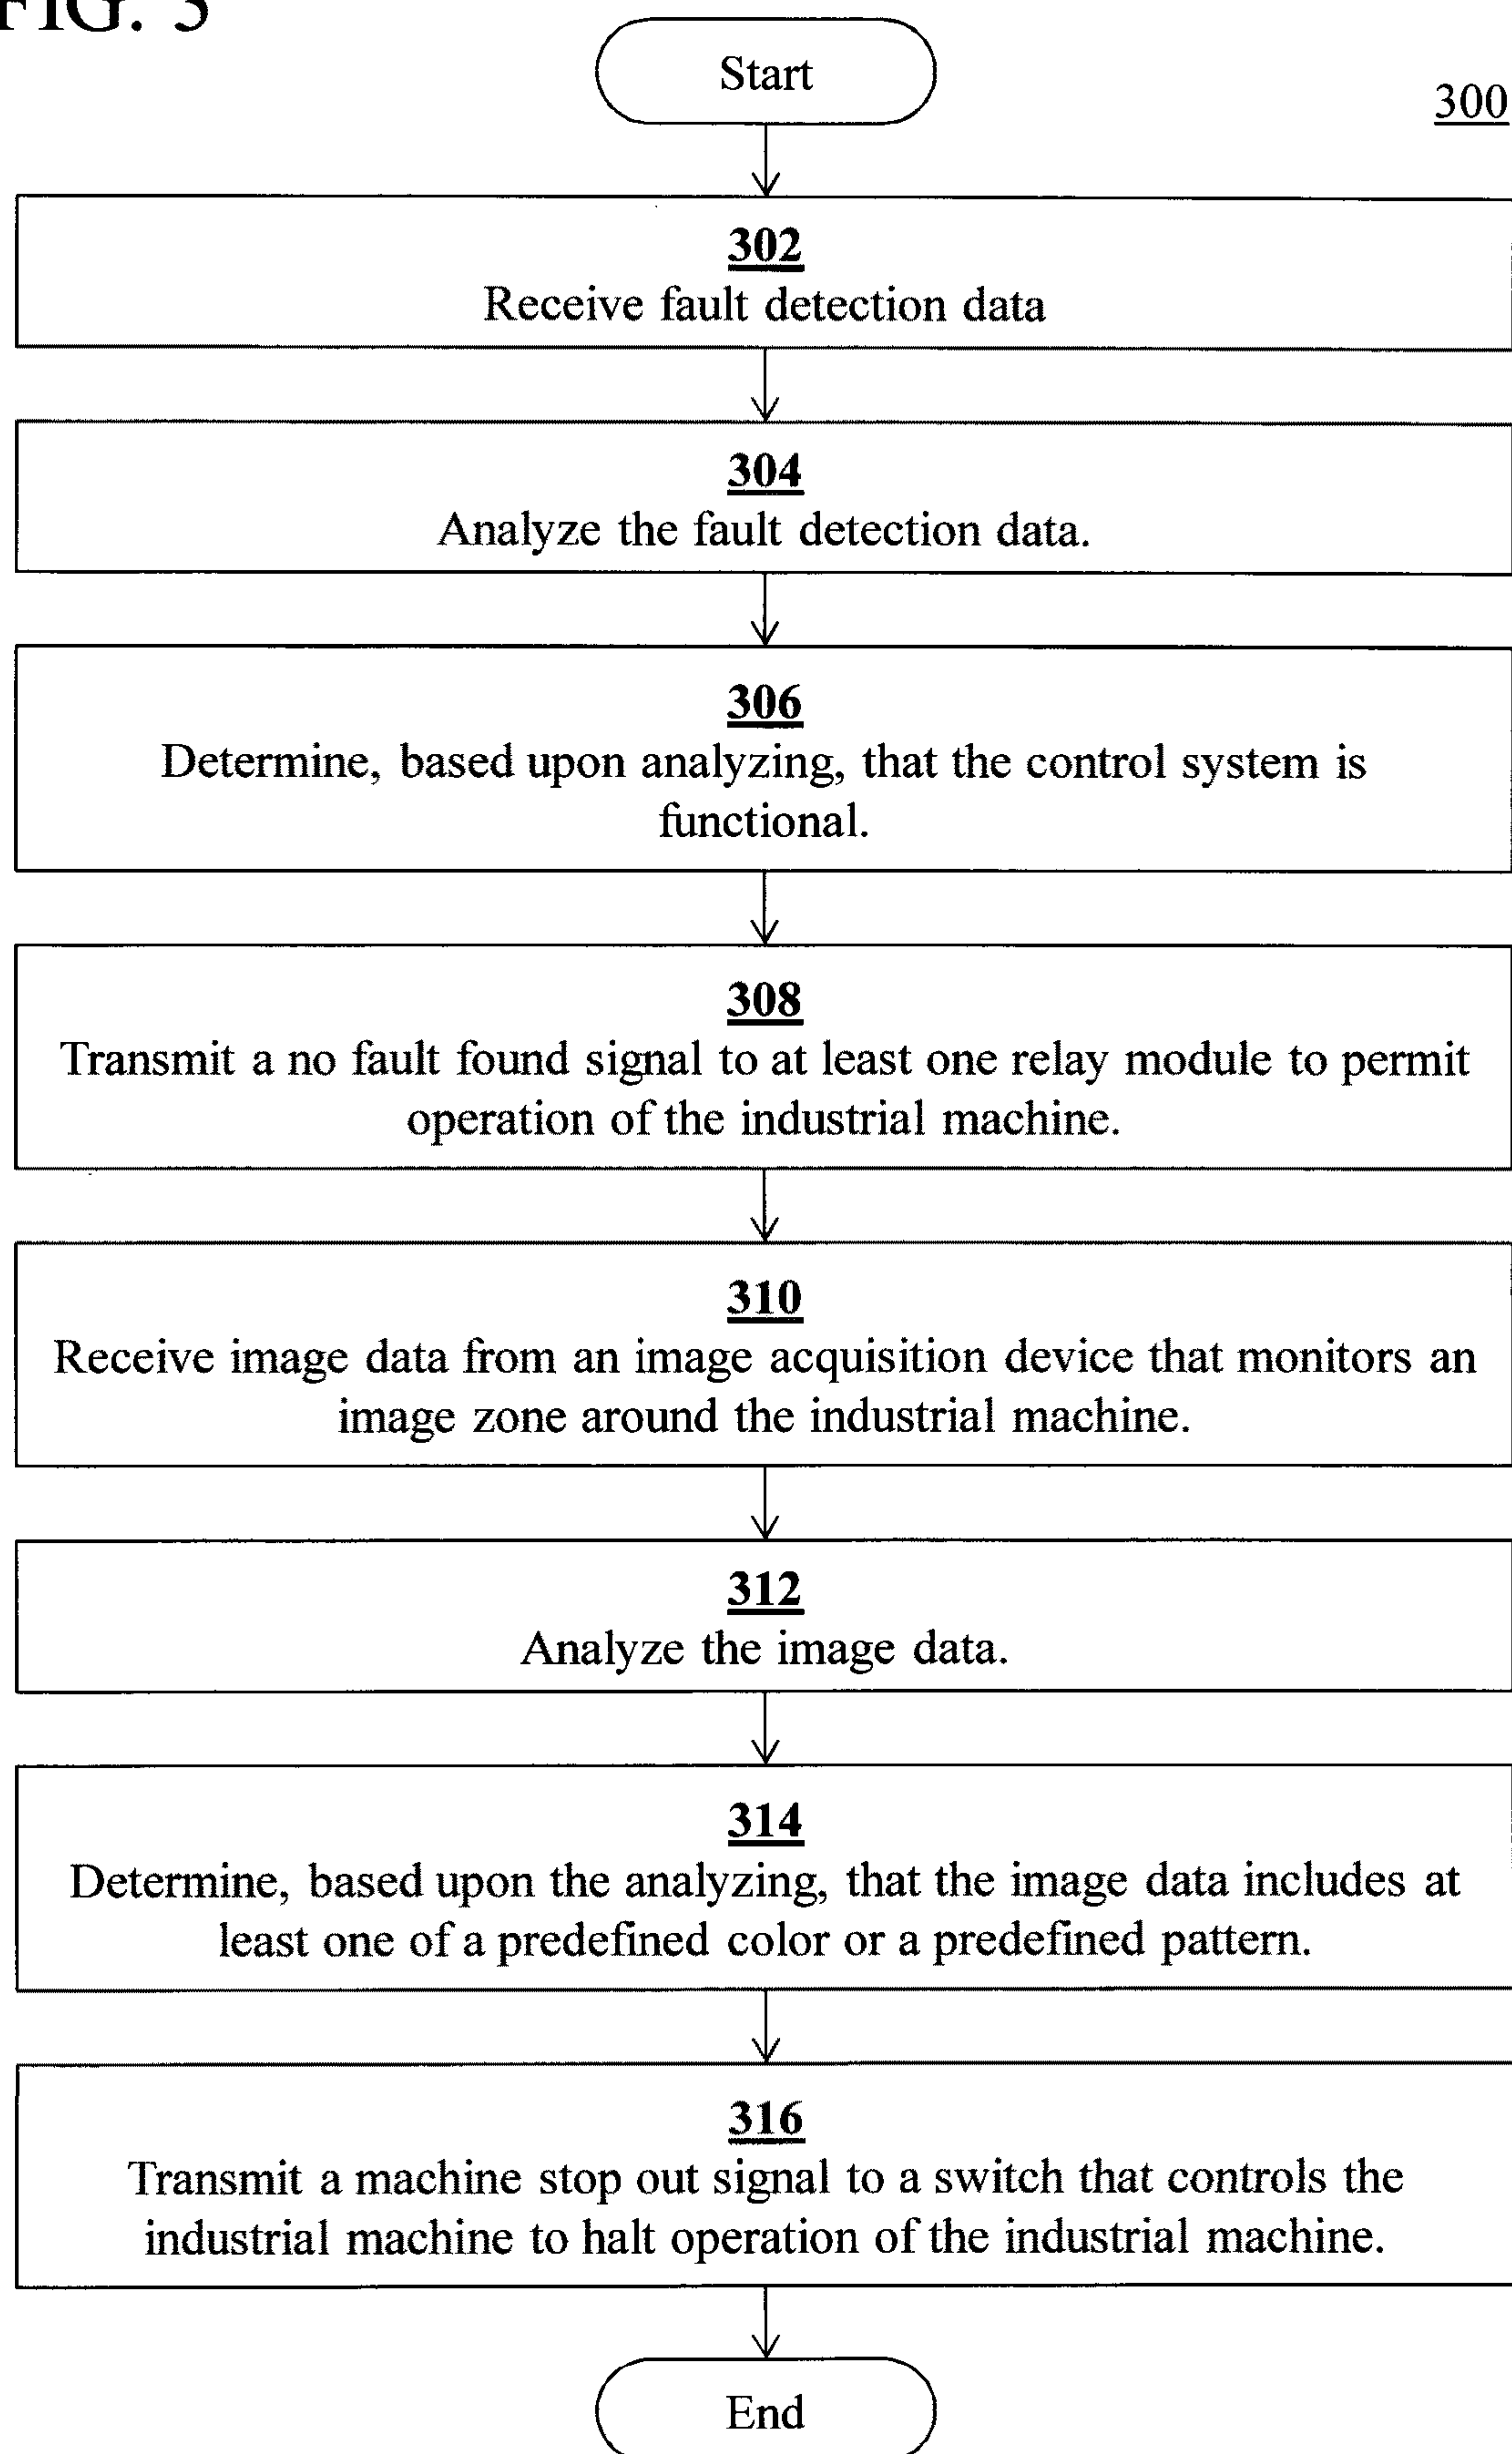 FIG. 3
Start
300
302
Receive fault detection data
304
Analyze the fault detection data.
306
Determine, based upon analyzing, that the control system is
functional.
308
Transmit a no fault found signal to at least one relay module to permit
operation of the industrial machine.
310
Receive image data from an image acquisition device that monitors an
image zone around the industrial machine.
312
Analyze the image data.
314
Determine, based upon the analyzing, that the image data includes at
least one of a predefined color or a predefined pattern.
316
Transmit a machine stop out signal to a switch that controls the
industrial machine to halt operation of the industrial machine.
End